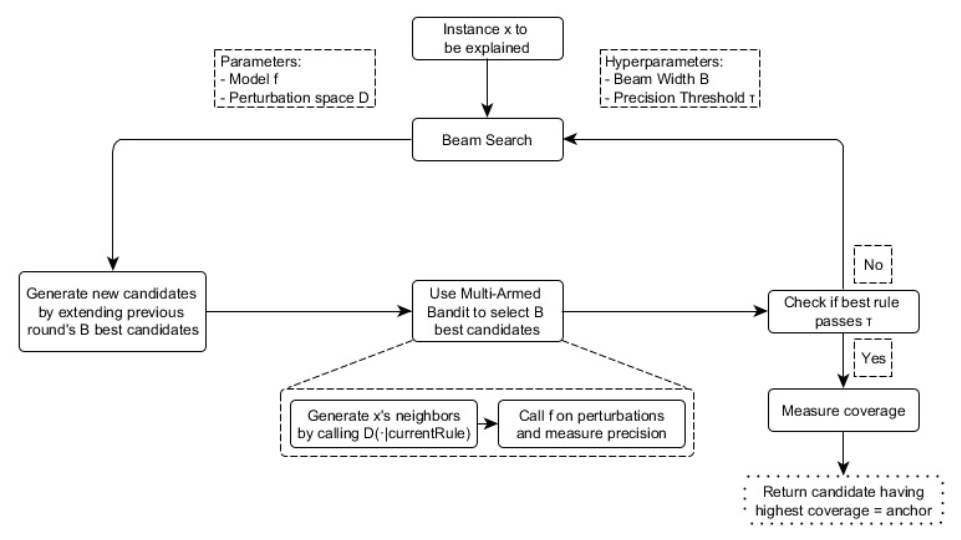 Instance x to
be explained
Parameters:
- Model f
- Perturbation space D
Hyperparameters:
- Beam Width B
- Precision Threshold τ
Beam Search
Generate new candidates
by extending previous
round's B best candidates
Use Multi-Armed
Bandit to select B
best candidates
No
Check if best rule
passes τ
Yes
Generate x's neighbors
by calling D(·|currentRule)
Call f on perturbations
and measure precision
Measure coverage
Return candidate having
highest coverage = anchor